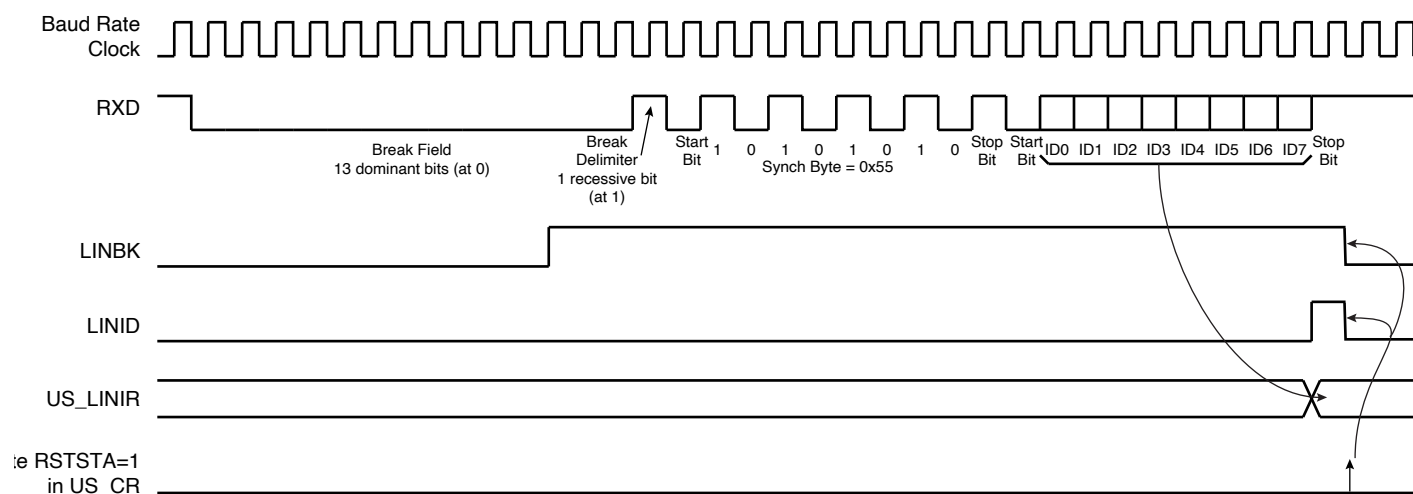 Baud Rate
Clock
RXD
Break Field
13 dominant bits (at 0)
Break
Delimiter
1 recessive bit
(at 1)
Start
Bit
1 0 1 0 1 0 1 0
Synch Byte = 0x55
Stop
Bit
Start
Bit
ID0 ID1 ID2 ID3 ID4 ID5 ID6 ID7
Stop
Bit
LINBK
LINID
US_LINIR
te RSTSTA=1
in US_CR